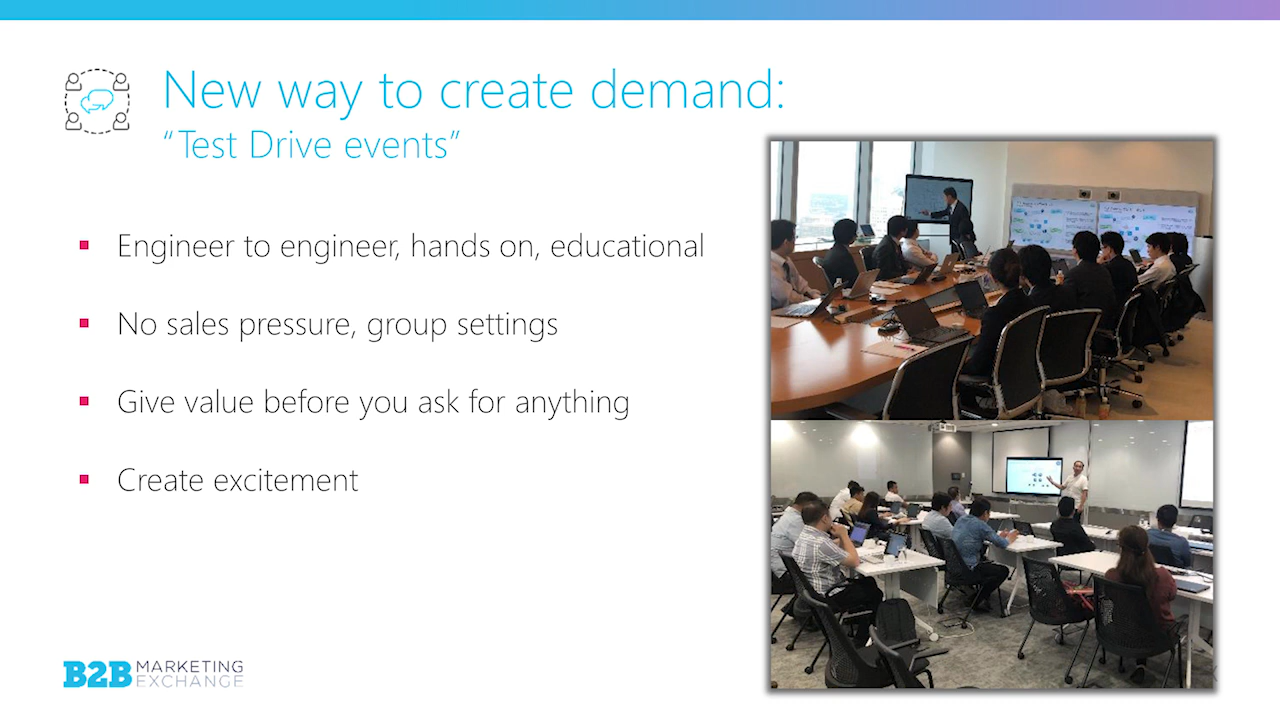 New way to create demand:
“Test Drive events”
Engineer to engineer, hands on, educational
No sales pressure, group settings
Give value before you ask for anything
Create excitement
B2B MARKETING
EXCHANGE